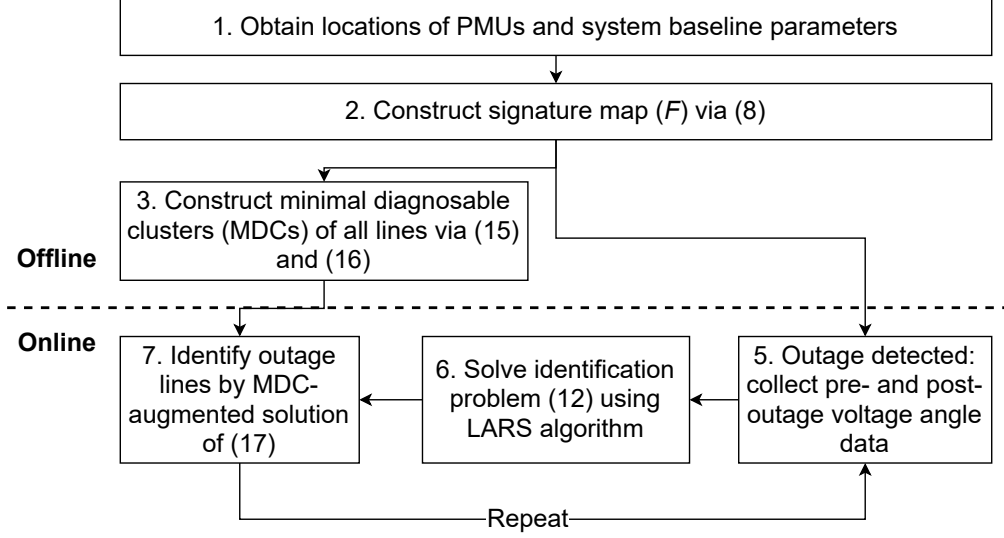 1. Obtain locations of PMUs and system baseline parameters
2. Construct signature map (F) via (8)
3. Construct minimal diagnosable
clusters (MDCs) of all lines via (15)
and (16)
Offline
Online
7. Identify outage
lines by MDC-
augmented solution
of (17)
6. Solve identification
problem (12) using
LARS algorithm
5. Outage detected:
collect pre- and post-
outage voltage angle
data
Repeat